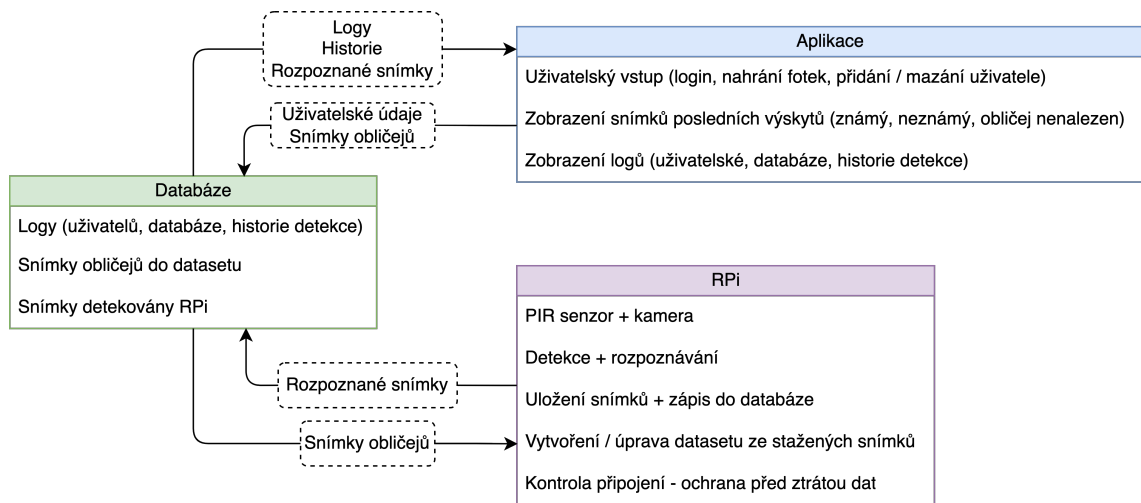 Logy
Historie
Rozpoznané snímky
Aplikace
Uživatelský vstup (login, nahrání fotek, přidání / mazání uživatele)
Zobrazení snímků posledních výskytů (známý, neznámý, obličej nenalezen)
Zobrazení logů (uživatelské, databáze, historie detekce)
Uživatelské údaje
Snímky obličejů
Databáze
Logy (uživatelů, databáze, historie detekce)
Snímky obličejů do datasetu
Snímky detekovány RPi
RPi
PIR senzor + kamera
Detekce + rozpoznávání
Uložení snímků + zápis do databáze
Vytvoření / úprava datasetu ze stažených snímků
Kontrola připojení - ochrana před ztrátou dat
Rozpoznané snímky
Snímky obličejů